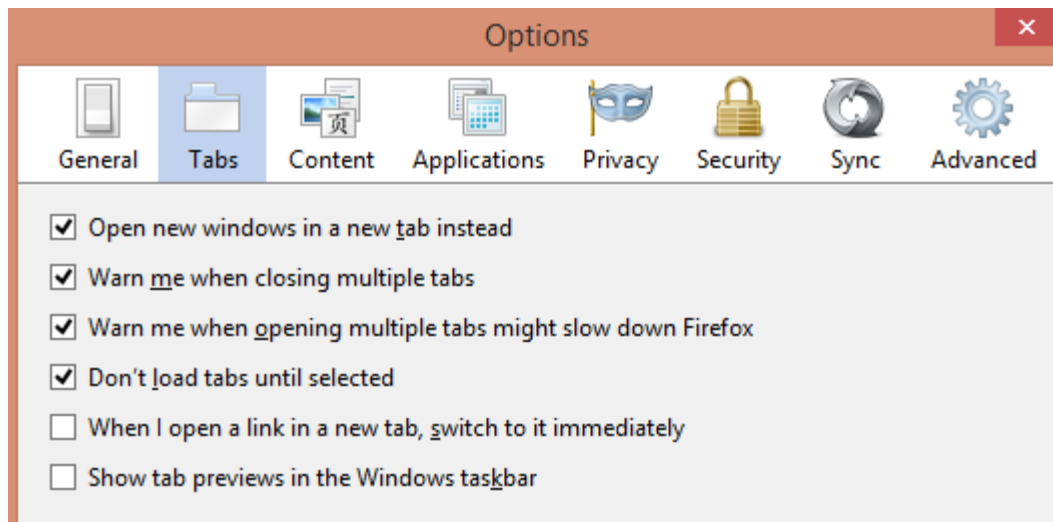 Options
页
General Tabs Content Applications Privacy Security Sync Advanced
Open new windows in a new tab instead
Warn me when closing multiple tabs
Warn me when opening multiple tabs might slow down Firefox
Don't load tabs until selected
When I open a link in a new tab, switch to it immediately
Show tab previews in the Windows taskbar